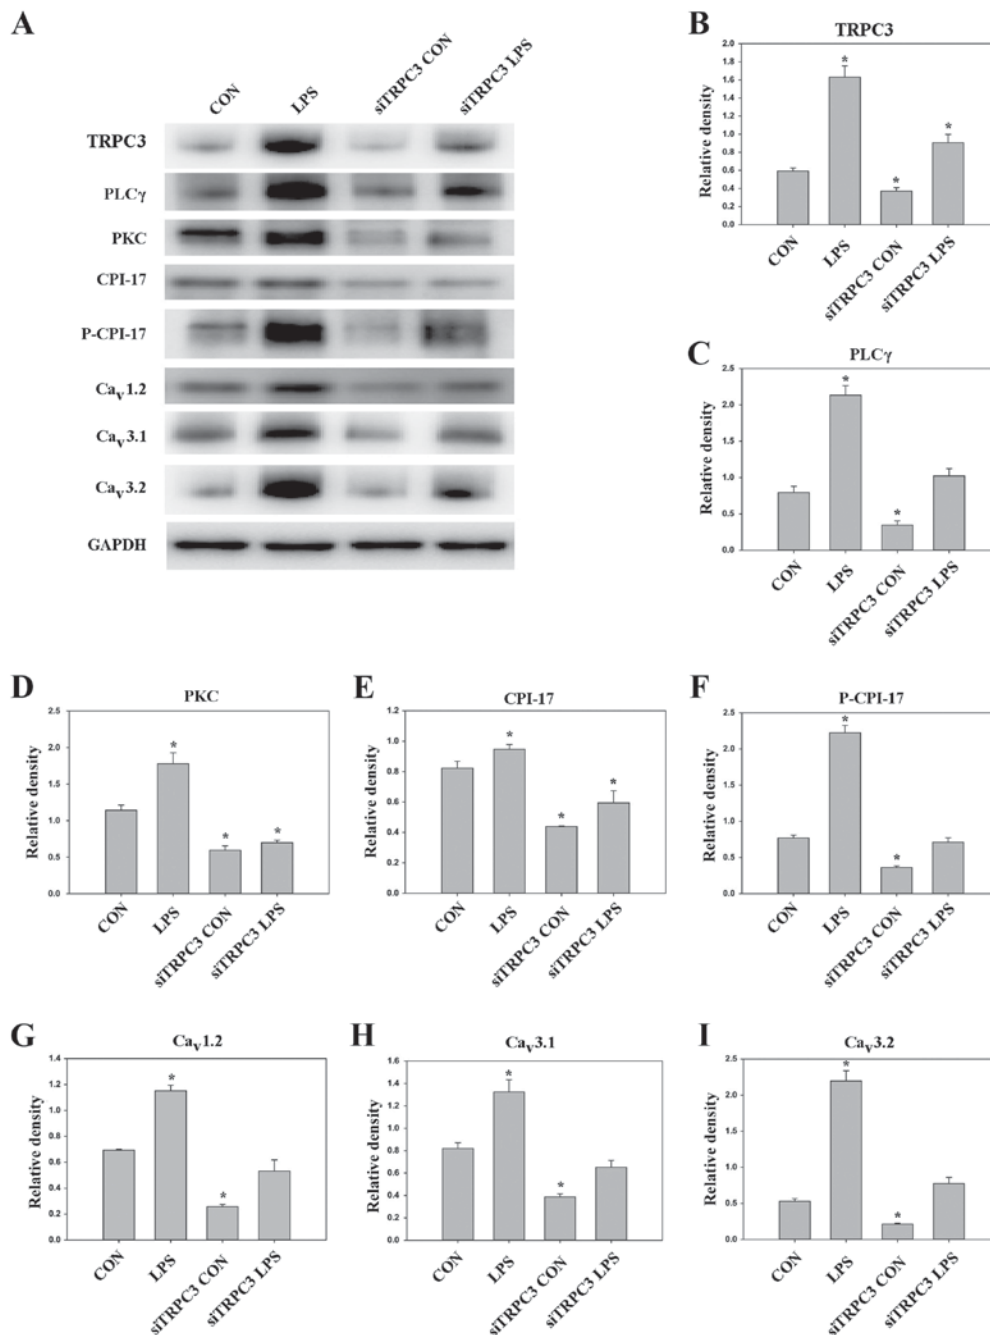 A
CON
LPS
siTRPC3 CON
siTRPC3 LPS
TRPC3
PLCγ
PKC
CPI-17
P-CPI-17
Cav1.2
Cav3.1
Cav3.2
GAPDH
B
TRPC3
Relative density
2.0
1.8
1.6
1.4
1.2
1.0
0.8
0.6
0.4
0.2
0.0
* * *
CON
LPS
siTRPC3 CON
siTRPC3 LPS
C
PLCγ
Relative density
2.5
2.0
1.5
1.0
0.5
0.0
* *
CON
LPS
siTRPC3 CON
siTRPC3 LPS
D
PKC
Relative density
2.5
2.0
1.5
1.0
0.5
0.0
* * *
CON
LPS
siTRPC3 CON
siTRPC3 LPS
E
CPI-17
Relative density
1.2
1.0
0.8
0.6
0.4
0.2
0.0
* * *
CON
LPS
siTRPC3 CON
siTRPC3 LPS
F
P-CPI-17
Relative density
2.5
2.0
1.5
1.0
0.5
0.0
* *
CON
LPS
siTRPC3 CON
siTRPC3 LPS
G
Cav1.2
Relative density
1.4
1.2
1.0
0.8
0.6
0.4
0.2
0.0
* *
CON
LPS
siTRPC3 CON
siTRPC3 LPS
H
Cav3.1
Relative density
1.6
1.4
1.2
1.0
0.8
0.6
0.4
0.2
0.0
* *
CON
LPS
siTRPC3 CON
siTRPC3 LPS
I
Cav3.2
Relative density
2.5
2.0
1.5
1.0
0.5
0.0
* *
CON
LPS
siTRPC3 CON
siTRPC3 LPS